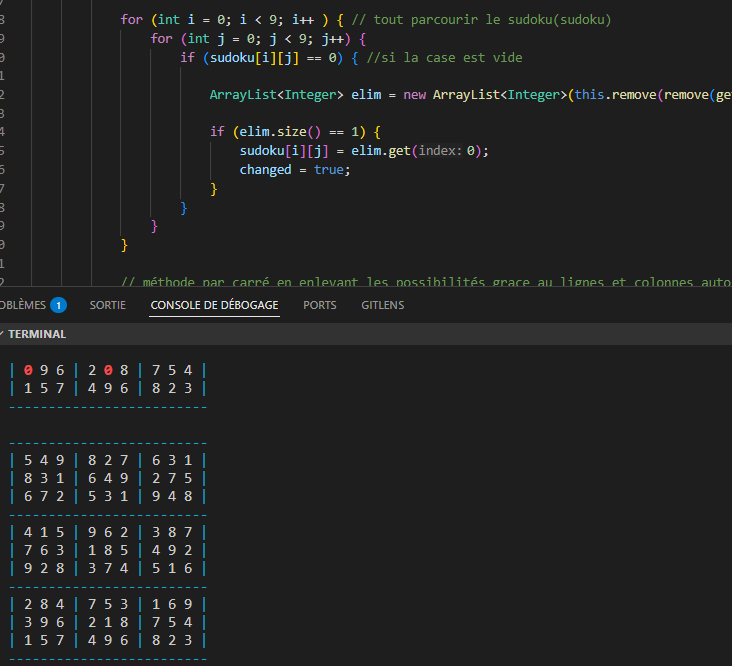 8 for (int i = 0; i < 9; i++ ) { // tout parcourir le sudoku(sudoku)
9 for (int j = 0; j < 9; j++) {
0 if (sudoku[i][j] == 0) { //si la case est vide
1
2 ArrayList<Integer> elim = new ArrayList<Integer>(this.remove(remove(ge
3
4 if (elim.size() == 1) {
5 sudoku[i][j] = elim.get(index: 0);
6 changed = true;
7 }
8 }
9 }
0 }
1
2 // méthode par carré en enlevant les possibilités grace au lignes et colonnes auto
OBLÈMES 1 SORTIE CONSOLE DE DÉBOGAGE PORTS GITLENS
TERMINAL
| 0 9 6 | 2 0 8 | 7 5 4 |
| 1 5 7 | 4 9 6 | 8 2 3 |
-------------------------
-------------------------
| 5 4 9 | 8 2 7 | 6 3 1 |
| 8 3 1 | 6 4 9 | 2 7 5 |
| 6 7 2 | 5 3 1 | 9 4 8 |
-------------------------
| 4 1 5 | 9 6 2 | 3 8 7 |
| 7 6 3 | 1 8 5 | 4 9 2 |
| 9 2 8 | 3 7 4 | 5 1 6 |
-------------------------
| 2 8 4 | 7 5 3 | 1 6 9 |
| 3 9 6 | 2 1 8 | 7 5 4 |
| 1 5 7 | 4 9 6 | 8 2 3 |
-------------------------